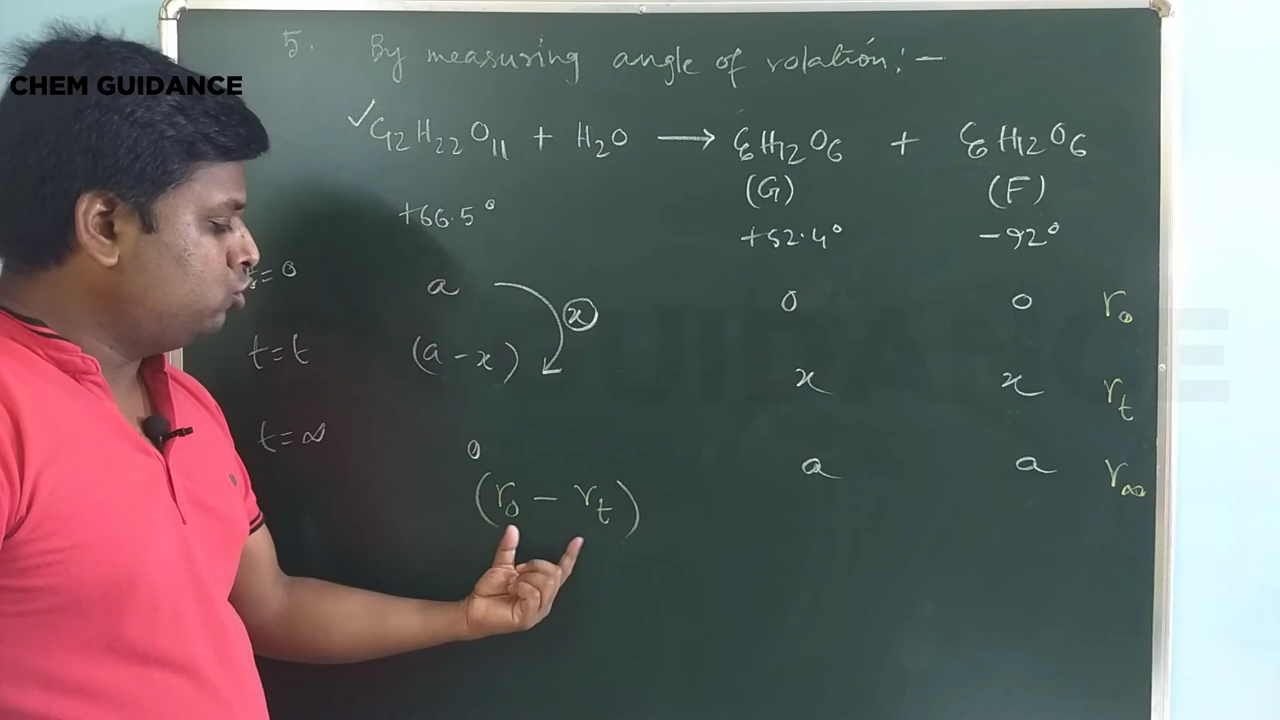 5. By measuring angle of rotation:-
CHEM GUIDANCE
✓C12H22O11 + H2O → C6H12O6 + C6H12O6
(G) (F)
+66.5° +52.4° -92°
t=0 a 0 0 r0
x
t=t (a-x) x x rt
t=∞ 0 a a r∞
(r0 - rt)
GUIDANCE